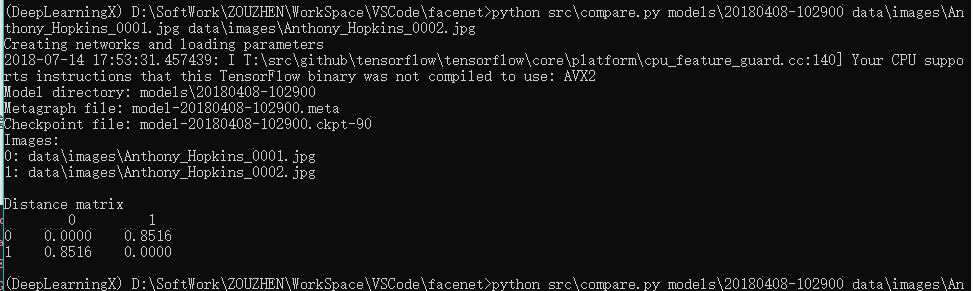 (DeepLearningX) D:\SoftWork\ZOUZHEN\WorkSpace\VSCode\facenet>python src\compare.py models\20180408-102900 data\images\An
thony_Hopkins_0001.jpg data\images\Anthony_Hopkins_0002.jpg
Creating networks and loading parameters
2018-07-14 17:53:31.457439: I T:\src\github\tensorflow\tensorflow\core\platform\cpu_feature_guard.cc:140] Your CPU suppo
rts instructions that this TensorFlow binary was not compiled to use: AVX2
Model directory: models\20180408-102900
Metagraph file: model-20180408-102900.meta
Checkpoint file: model-20180408-102900.ckpt-90
Images:
0: data\images\Anthony_Hopkins_0001.jpg
1: data\images\Anthony_Hopkins_0002.jpg
Distance matrix
0 1
0 0.0000 0.8516
1 0.8516 0.0000
(DeepLearningX) D:\SoftWork\ZOUZHEN\WorkSpace\VSCode\facenet>python src\compare.py models\20180408-102900 data\images\An